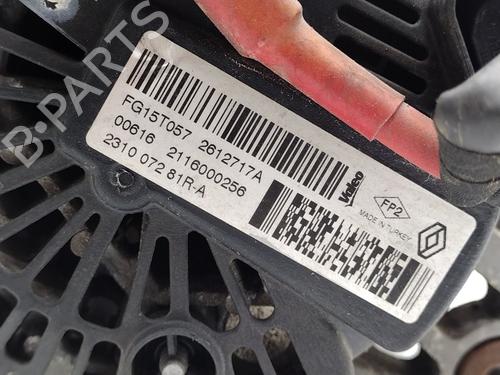 FG15T057 2612717A
00616 2116000256
2310 072 81R-A
Valeo
FP2
MADE IN TURKEY
B-PARTS